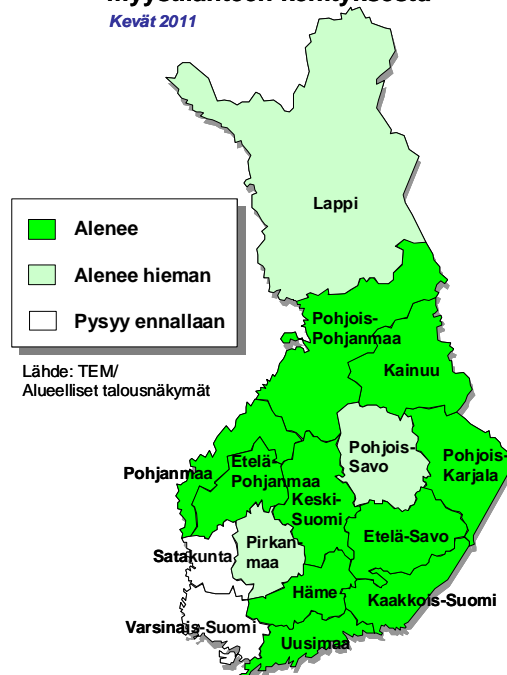 Kevät 2011
Lappi
Alenee
Alenee hieman
Pysyy ennallaan
Lähde: TEM/
Alueelliset talousnäkymät
Pohjois-
Pohjanmaa
Kainuu
Pohjois-
Savo
Pohjois-
Karjala
Pohjanmaa
Etelä-
Pohjanmaa
Keski-
Suomi
Etelä-Savo
Satakunta
Pirkan-
maa
Häme
Kaakkois-Suomi
Varsinais-Suomi
Uusimaa